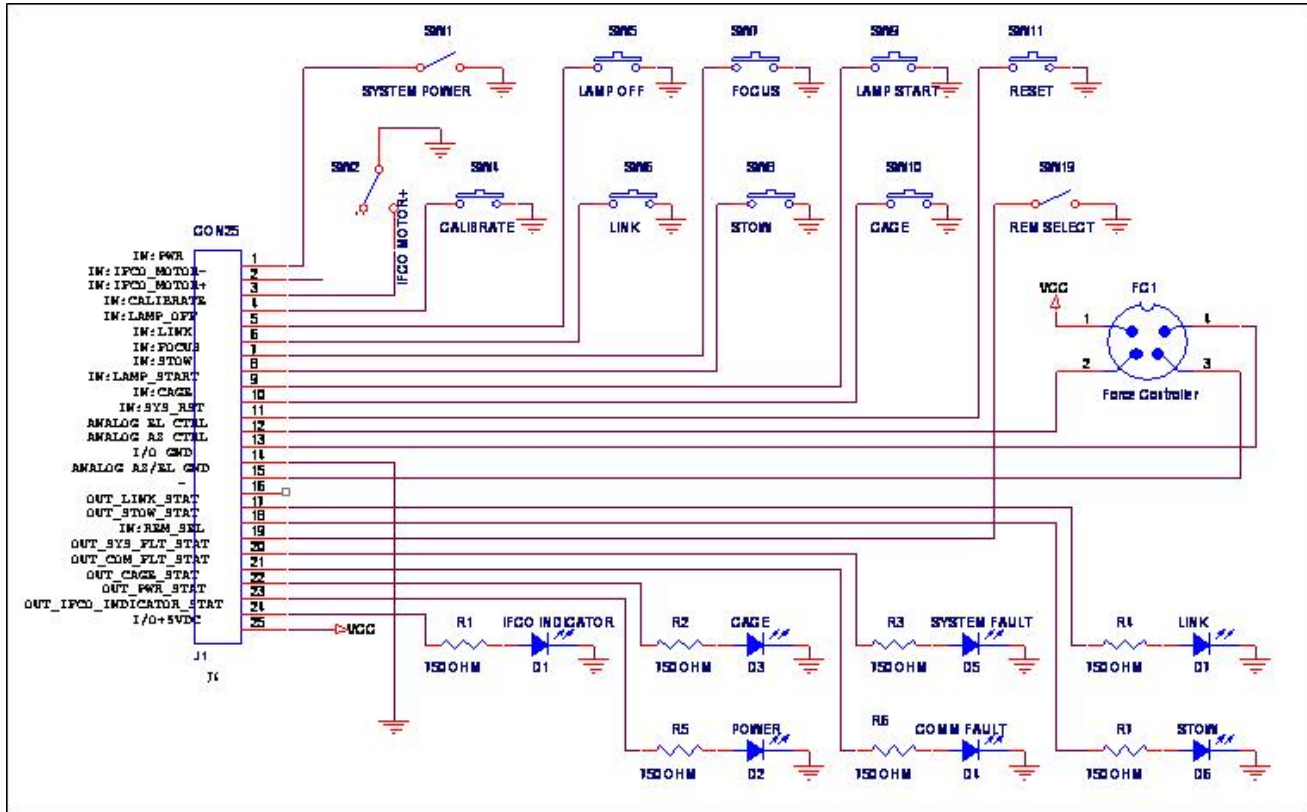 SW1
SW5
SW7
SW9
SW11
SYSTEM POWER
LAMP OFF
FOCUS
LAMP START
RESET
SW2
SW4
SW6
SW8
SW10
SW19
IFCO MOTOR+
CALIBRATE
LINK
STOW
CAGE
REM SELECT
CON25
IN:PWR 1
IN:IFCO_MOTOR- 2
IN:IFCO_MOTOR+ 3
IN:CALIBRATE 4
IN:LAMP_OFF 5
IN:LINK 6
IN:FOCUS 7
IN:STOW 8
IN:LAMP_START 9
IN:CAGE 10
IN:SYS_RST 11
ANALOG EL CTRL 12
ANALOG AZ CTRL 13
I/O GND 14
ANALOG AZ/EL GND 15
- 16
OUT_LINK_STAT 17
OUT_STOW_STAT 18
IN:REM_SEL 19
OUT_SYS_FLT_STAT 20
OUT_COM_FLT_STAT 21
OUT_CAGE_STAT 22
OUT_PWR_STAT 23
OUT_IFCO_INDICATOR_STAT 24
I/O+5VDC 25
VCC
J1
VCC
FC1
1
4
2
3
Force Controller
R1
IFCO INDICATOR
R2
CAGE
R3
SYSTEM FAULT
R4
LINK
150 OHM
D1
150 OHM
D3
150 OHM
D5
150 OHM
D7
R5
POWER
R6
COMM FAULT
R7
STOW
150 OHM
D2
150 OHM
D4
150 OHM
D6